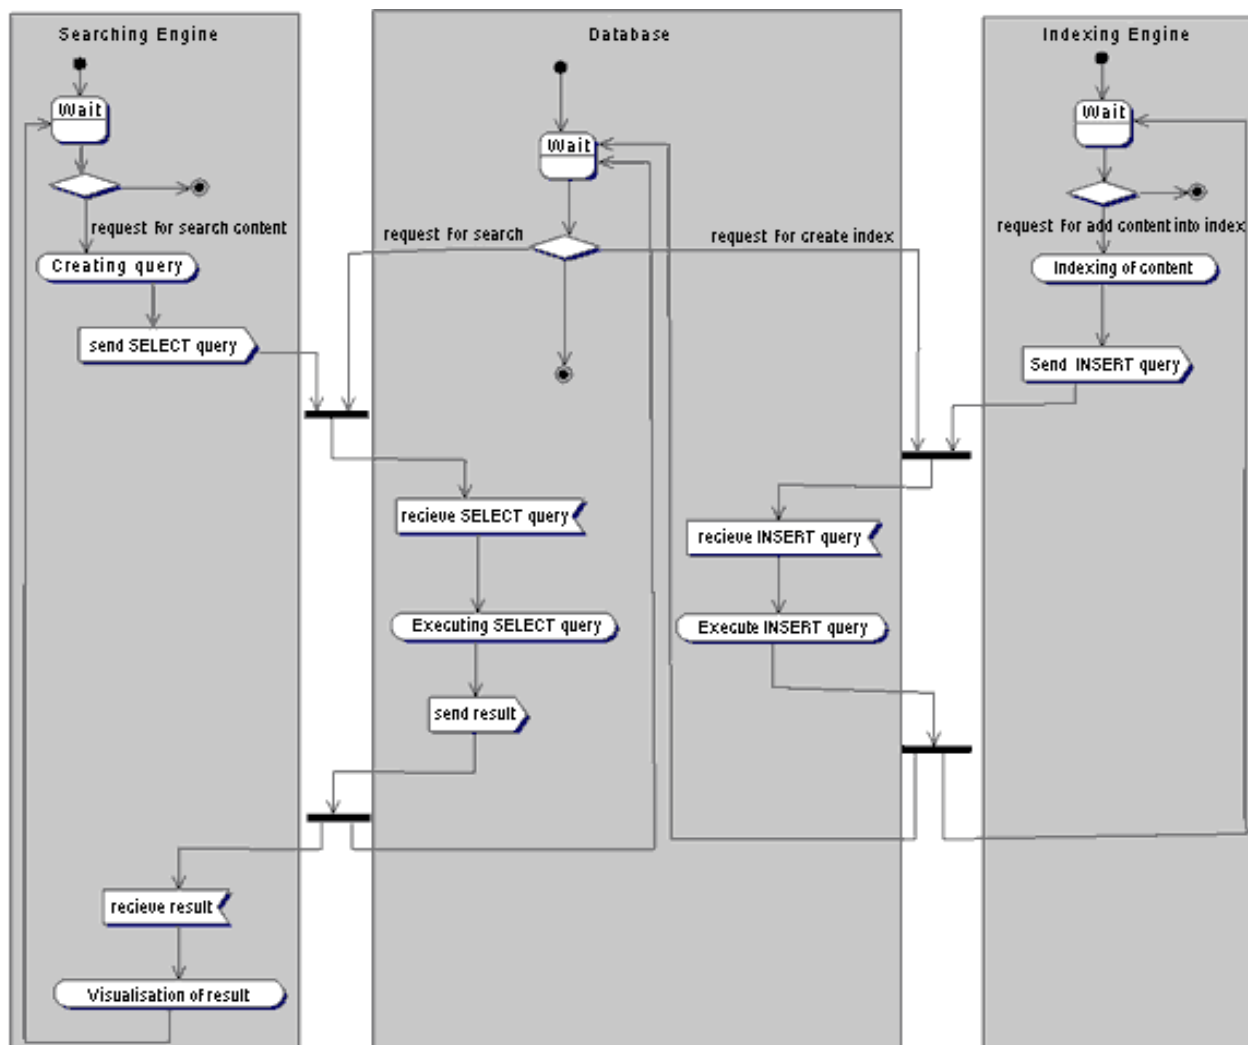 Searching Engine
Database
Indexing Engine
Wait
Wait
Wait
request for search content
request for search
request for create index
request for add content into index
Creating query
Indexing of content
send SELECT query
Send INSERT query
recieve SELECT query
recieve INSERT query
Executing SELECT query
Execute INSERT query
send result
recieve result
Visualisation of result